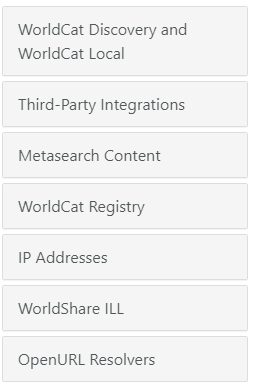 WorldCat Discovery and
WorldCat Local
Third-Party Integrations
Metasearch Content
WorldCat Registry
IP Addresses
WorldShare ILL
OpenURL Resolvers